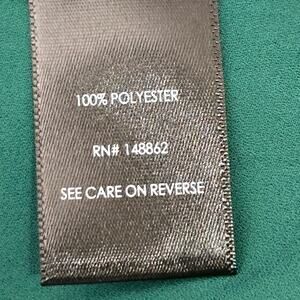 100% POLYESTER
RN# 148862
SEE CARE ON REVERSE